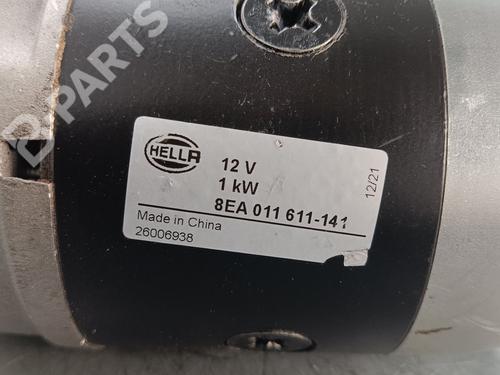 B-PARTS
HELLA
12 V
1 kW
8EA 011 611-141
Made in China
26006938
12/21